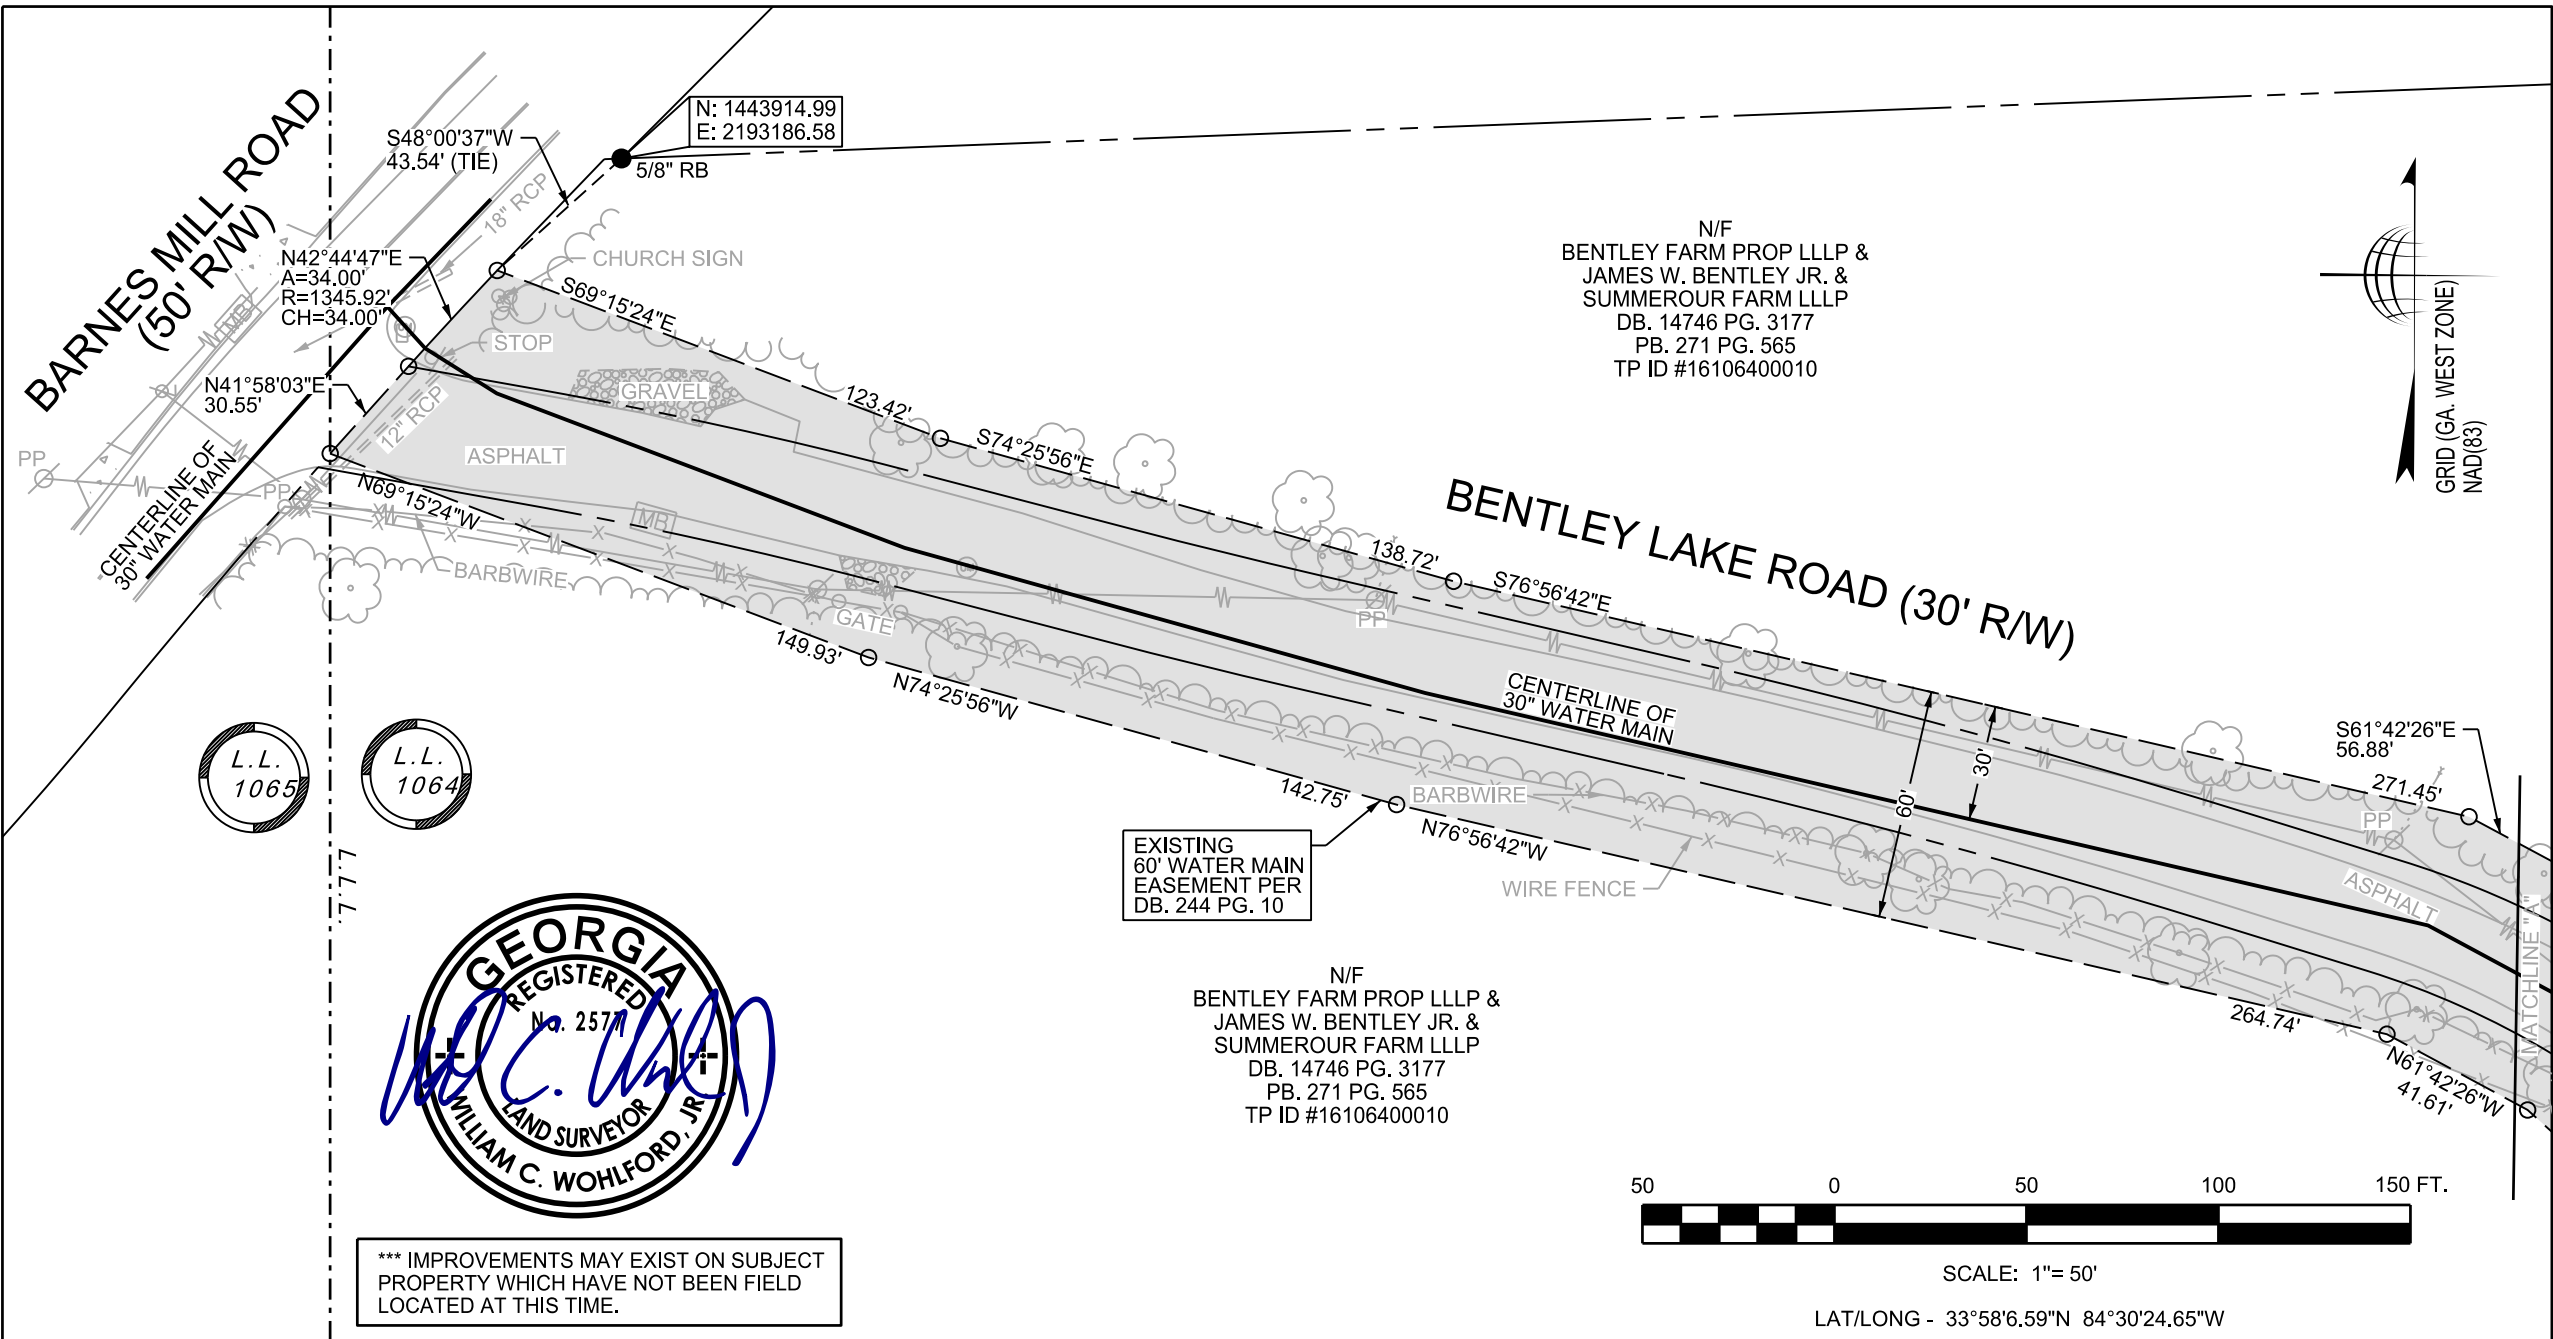 BARNES MILL ROAD
(50' R/W)
S48°00'37"W
43.54' (TIE)
N: 1443914.99
E: 2193186.58
5/8" RB
18" RCP
CHURCH SIGN
N42°44'47"E
A=34.00'
R=1345.92'
CH=34.00'
MB
STOP
N41°58'03"E
30.55'
12" RCP
PP
PP
CENTERLINE OF
30" WATER MAIN
S69°15'24"E
123.42'
GRAVEL
ASPHALT
N69°15'24"W
149.93'
MB
BARBWIRE
GATE
S74°25'56"E
138.72'
N74°25'56"W
142.75'
N/F
BENTLEY FARM PROP LLLP &
JAMES W. BENTLEY JR. &
SUMMEROUR FARM LLLP
DB. 14746 PG. 3177
PB. 271 PG. 565
TP ID #16106400010
GRID (GA. WEST ZONE)
NAD(83)
BENTLEY LAKE ROAD (30' R/W)
S76°56'42"E
271.45'
PP
CENTERLINE OF
30" WATER MAIN
60'
30'
S61°42'26"E
56.88'
PP
ASPHALT
MATCHLINE "A"
BARBWIRE
WIRE FENCE
N76°56'42"W
264.74'
N61°42'26"W
41.61'
EXISTING
60' WATER MAIN
EASEMENT PER
DB. 244 PG. 10
L.L.
1065
L.L.
1064
L.L.L.
GEORGIA
REGISTERED
No. 2577
LAND SURVEYOR
WILLIAM C. WOHLFORD, JR.
N/F
BENTLEY FARM PROP LLLP &
JAMES W. BENTLEY JR. &
SUMMEROUR FARM LLLP
DB. 14746 PG. 3177
PB. 271 PG. 565
TP ID #16106400010
*** IMPROVEMENTS MAY EXIST ON SUBJECT
PROPERTY WHICH HAVE NOT BEEN FIELD
LOCATED AT THIS TIME.
50 0 50 100 150 FT.
SCALE: 1"= 50'
LAT/LONG - 33°58'6.59"N 84°30'24.65"W